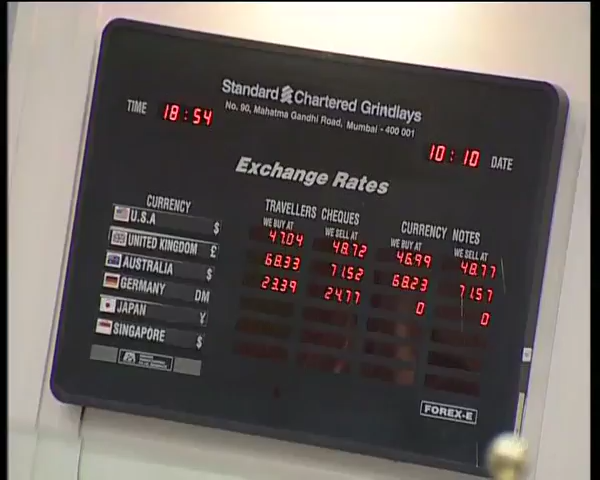 Standard Chartered Grindlays
No. 90, Mahatma Gandhi Road, Mumbai - 400 001
TIME 18:54
10:10 DATE
Exchange Rates
CURRENCY TRAVELLERS CHEQUES CURRENCY NOTES
WE BUY AT WE SELL AT WE BUY AT WE SELL AT
U.S.A $ 47.04 48.72 46.99 48.77
UNITED KINGDOM £ 68.33 71.52 68.23 71.57
AUSTRALIA $ 23.39 24.77 0 0
GERMANY DM
JAPAN ¥
SINGAPORE $
FOREX-E